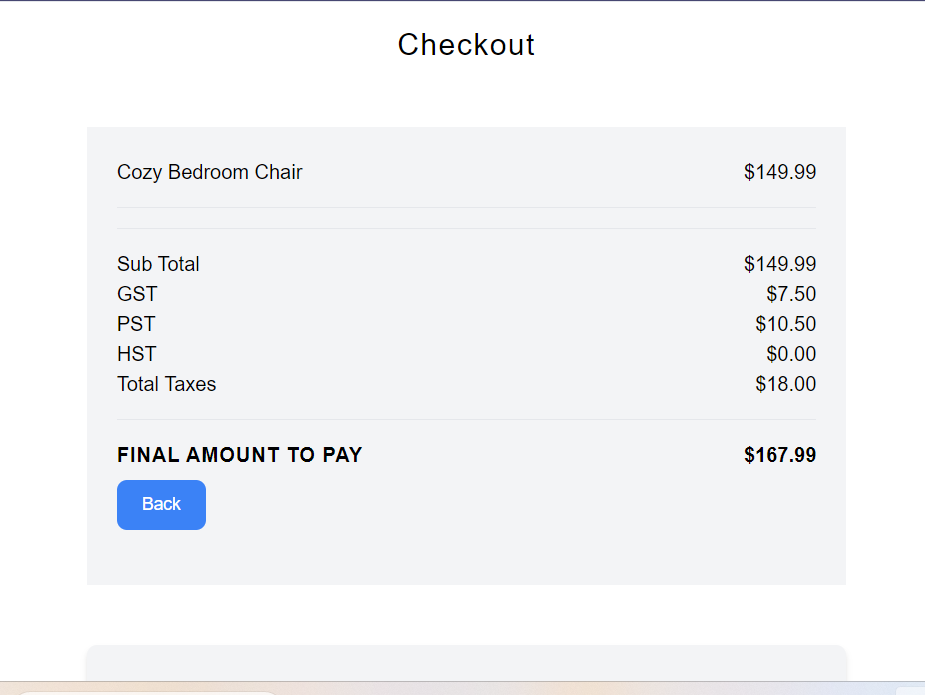 Checkout
Cozy Bedroom Chair $149.99
Sub Total $149.99
GST $7.50
PST $10.50
HST $0.00
Total Taxes $18.00
FINAL AMOUNT TO PAY $167.99
Back